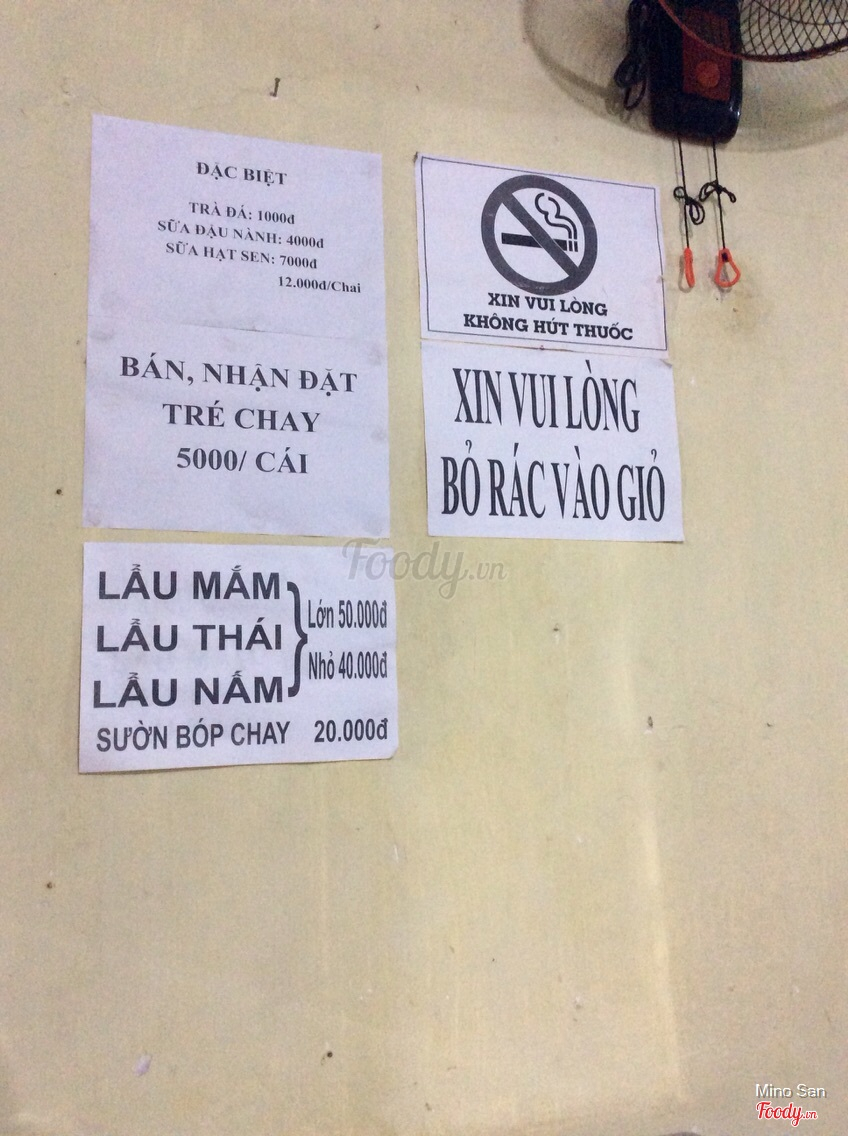 ĐẶC BIỆT
TRÀ ĐÁ: 1000đ
SỮA ĐẬU NÀNH: 4000đ
SỮA HẠT SEN: 7000đ
12.000đ/Chai
BÁN, NHẬN ĐẶT
TRÉ CHAY
5000/ CÁI
XIN VUI LÒNG
KHÔNG HÚT THUỐC
XIN VUI LÒNG
BỎ RÁC VÀO GIỎ
LẨU MẮM
LẨU THÁI
LẨU NẤM
Lớn 50.000đ
Nhỏ 40.000đ
SƯỜN BÓP CHAY 20.000đ
Foody.vn
Mino San
Foody.vn